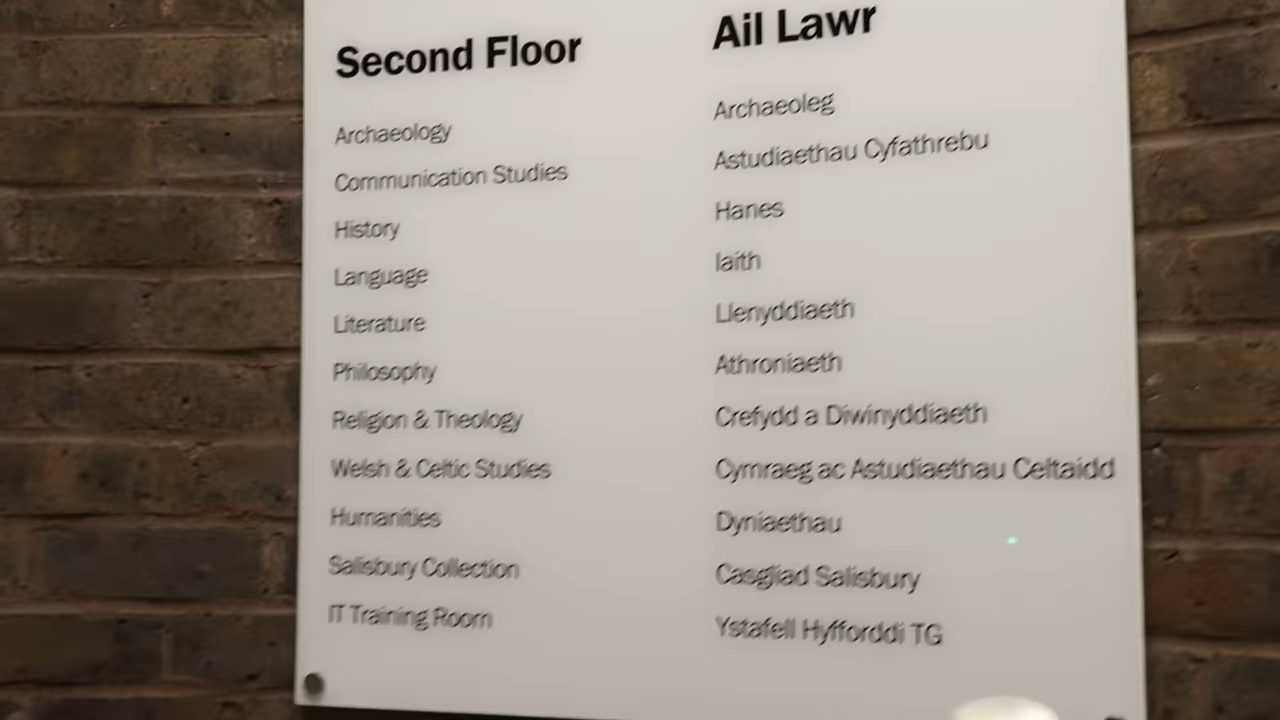 Second Floor
Archaeology
Communication Studies
History
Language
Literature
Philosophy
Religion & Theology
Welsh & Celtic Studies
Humanities
Salisbury Collection
IT Training Room
Ail Lawr
Archaeoleg
Astudiaethau Cyfathrebu
Hanes
Iaith
Llenyddiaeth
Athroniaeth
Crefydd a Diwinyddiaeth
Cymraeg ac Astudiaethau Celtaidd
Dyniaethau
Casgliad Salisbury
Ystafell Hyfforddi TG